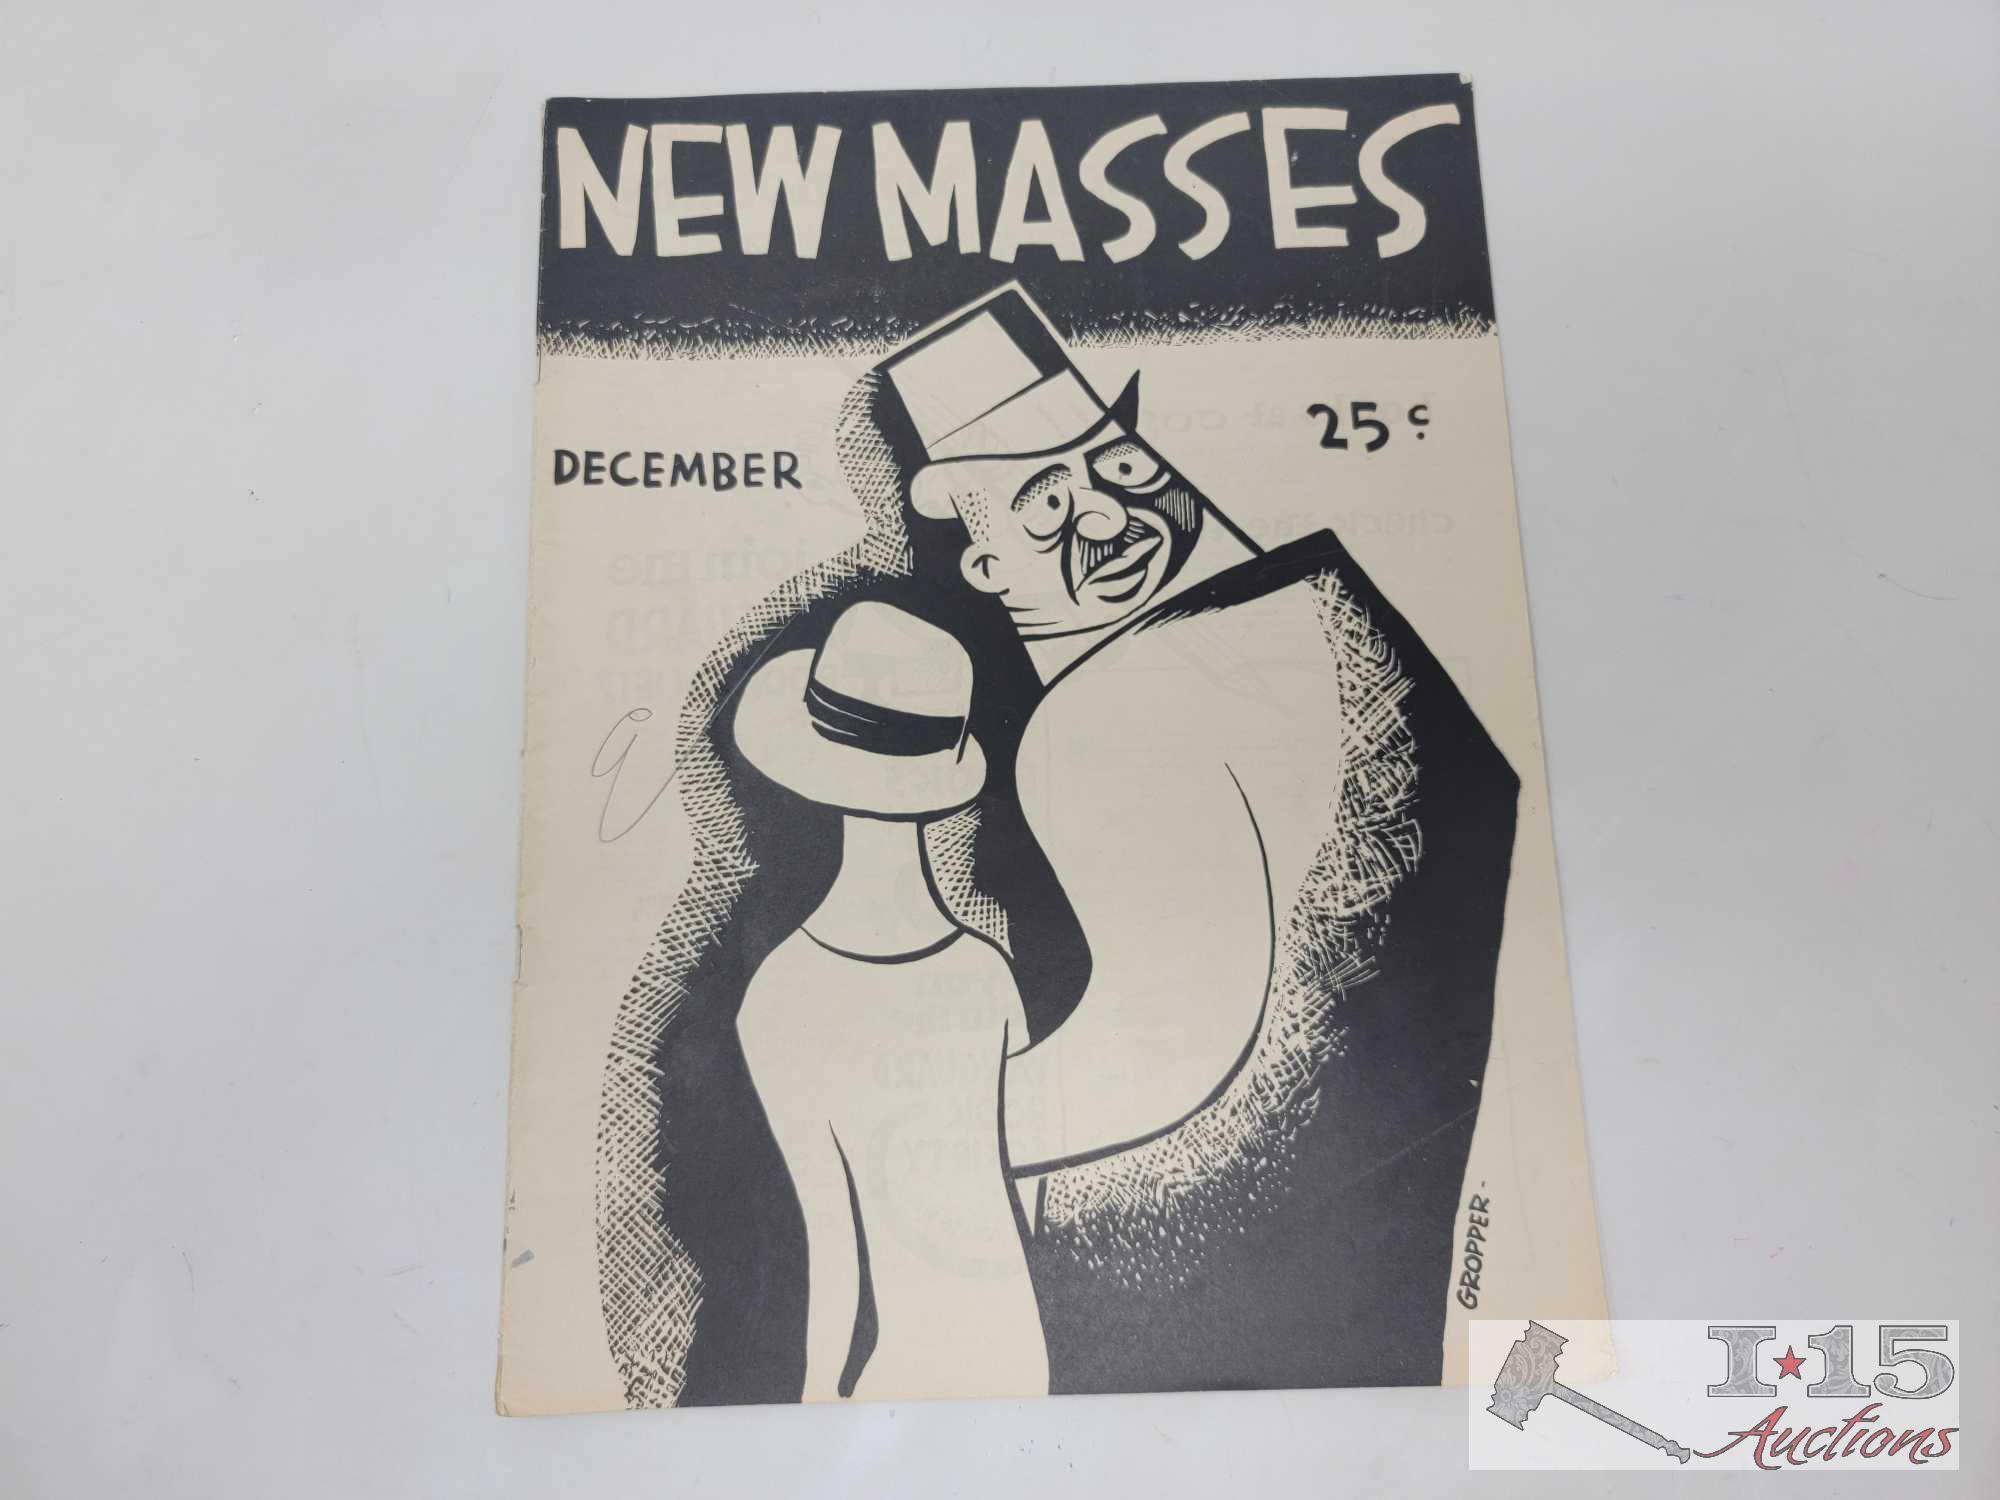 NEW MASSES
DECEMBER
25¢
GROPPER-
I★15
Auctions